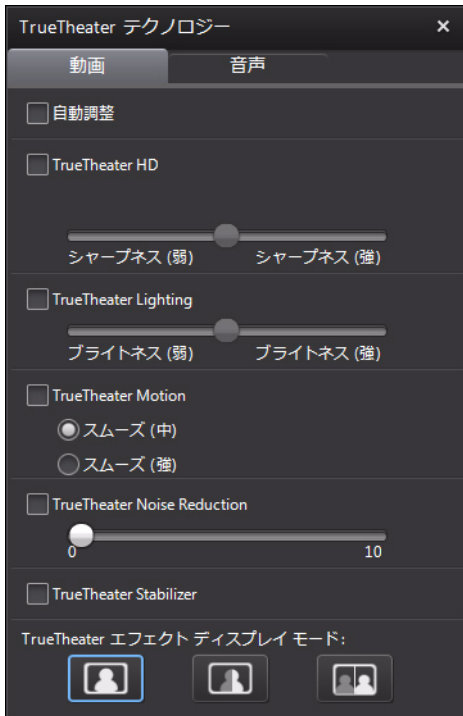 TrueTheater テクノロジー
動画 音声
自動調整
TrueTheater HD
シャープネス (弱) シャープネス (強)
TrueTheater Lighting
ブライトネス (弱) ブライトネス (強)
TrueTheater Motion
スムーズ (中)
スムーズ (強)
TrueTheater Noise Reduction
0 10
TrueTheater Stabilizer
TrueTheater エフェクト ディスプレイ モード: